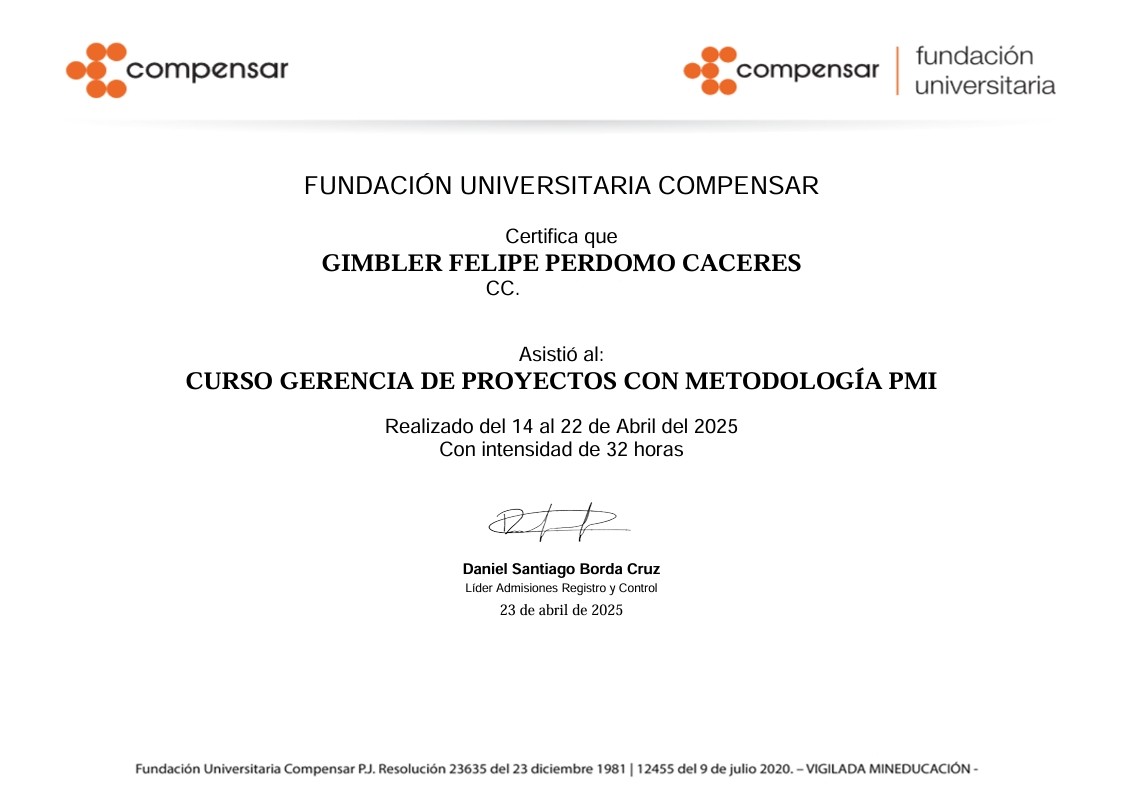 compensar
compensar | fundación universitaria
FUNDACIÓN UNIVERSITARIA COMPENSAR
Certifica que
GIMBLER FELIPE PERDOMO CACERES
CC.
Asistió al:
CURSO GERENCIA DE PROYECTOS CON METODOLOGÍA PMI
Realizado del 14 al 22 de Abril del 2025
Con intensidad de 32 horas
Daniel Santiago Borda Cruz
Líder Admisiones Registro y Control
23 de abril de 2025
Fundación Universitaria Compensar P.J. Resolución 23635 del 23 diciembre 1981 | 12455 del 9 de julio 2020. – VIGILADA MINEDUCACIÓN -